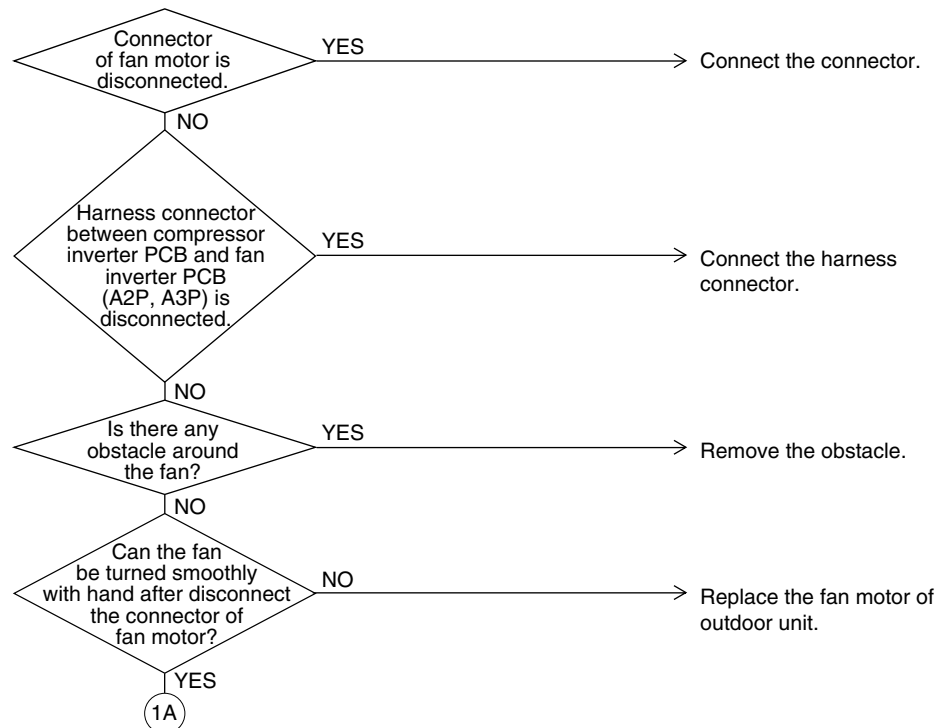 Connector
of fan motor is
disconnected.
YES
Connect the connector.
NO
Harness connector
between compressor
inverter PCB and fan
inverter PCB
(A2P, A3P) is
disconnected.
YES
Connect the harness
connector.
NO
Is there any
obstacle around
the fan?
YES
Remove the obstacle.
NO
Can the fan
be turned smoothly
with hand after disconnect
the connector of
fan motor?
NO
Replace the fan motor of
outdoor unit.
YES
1A